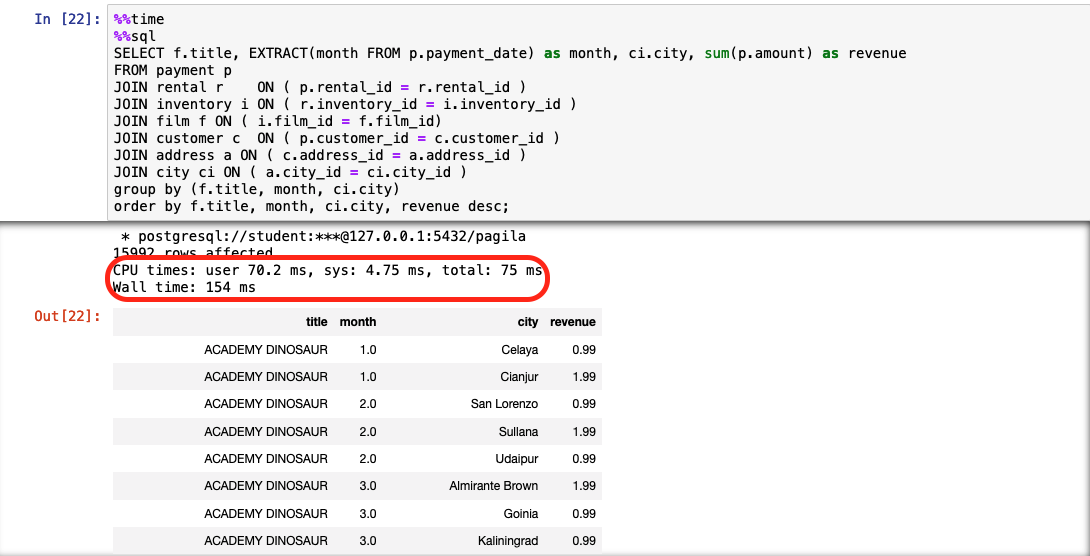 In [22]: %%time
%%sql
SELECT f.title, EXTRACT(month FROM p.payment_date) as month, ci.city, sum(p.amount) as revenue
FROM payment p
JOIN rental r    ON ( p.rental_id = r.rental_id )
JOIN inventory i ON ( r.inventory_id = i.inventory_id )
JOIN film f ON ( i.film_id = f.film_id)
JOIN customer c  ON ( p.customer_id = c.customer_id )
JOIN address a ON ( c.address_id = a.address_id )
JOIN city ci ON ( a.city_id = ci.city_id )
group by (f.title, month, ci.city)
order by f.title, month, ci.city, revenue desc;
* postgresql://student:***@127.0.0.1:5432/pagila
15992 rows affected
CPU times: user 70.2 ms, sys: 4.75 ms, total: 75 ms
Wall time: 154 ms
Out[22]: title month city revenue
ACADEMY DINOSAUR 1.0 Celaya 0.99
ACADEMY DINOSAUR 1.0 Cianjur 1.99
ACADEMY DINOSAUR 2.0 San Lorenzo 0.99
ACADEMY DINOSAUR 2.0 Sullana 1.99
ACADEMY DINOSAUR 2.0 Udaipur 0.99
ACADEMY DINOSAUR 3.0 Almirante Brown 1.99
ACADEMY DINOSAUR 3.0 Goinia 0.99
ACADEMY DINOSAUR 3.0 Kaliningrad 0.99